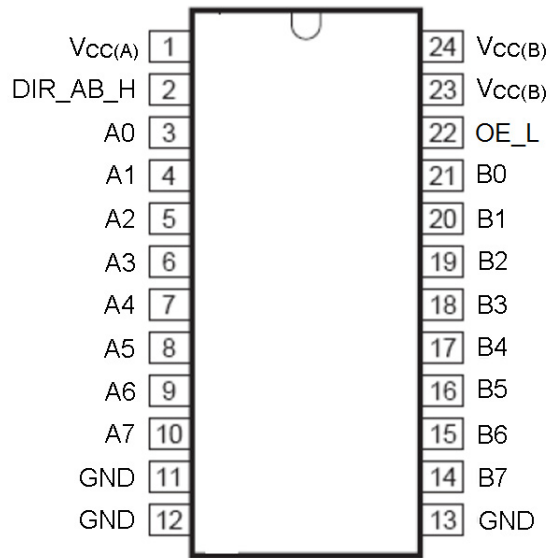 VCC(A) 1 24 VCC(B)
DIR_AB_H 2 23 VCC(B)
A0 3 22 OE_L
A1 4 21 B0
A2 5 20 B1
A3 6 19 B2
A4 7 18 B3
A5 8 17 B4
A6 9 16 B5
A7 10 15 B6
GND 11 14 B7
GND 12 13 GND